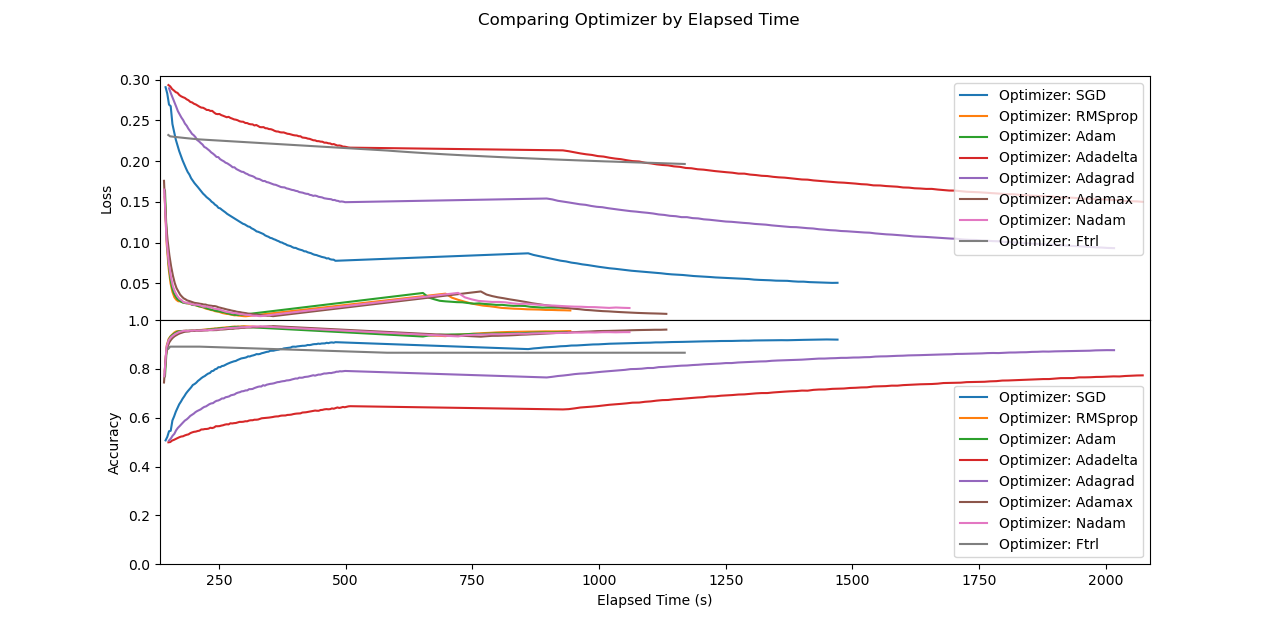 Comparing Optimizer by Elapsed Time
0.30
0.25
0.20
0.15
0.10
0.05
Loss
Optimizer: SGD
Optimizer: RMSprop
Optimizer: Adam
Optimizer: Adadelta
Optimizer: Adagrad
Optimizer: Adamax
Optimizer: Nadam
Optimizer: Ftrl
1.0
0.8
0.6
0.4
0.2
0.0
Accuracy
Optimizer: SGD
Optimizer: RMSprop
Optimizer: Adam
Optimizer: Adadelta
Optimizer: Adagrad
Optimizer: Adamax
Optimizer: Nadam
Optimizer: Ftrl
250 500 750 1000 1250 1500 1750 2000
Elapsed Time (s)